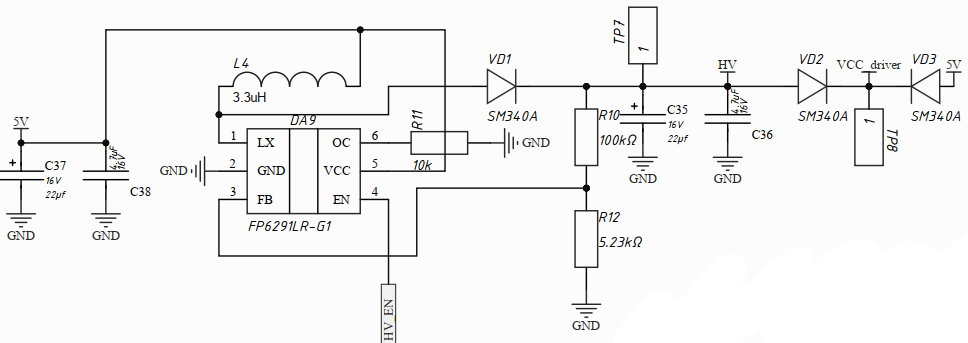 TP7
1
L4
3.3uH
VD1
SM340A
HV
VD2
SM340A
VCC_driver
VD3
5V
SM340A
5V
+
C37
16V
22µf
GND
4.7uF
16V
C38
GND
DA9
1 LX OC 6
2 GND VCC 5
3 FB EN 4
FP6291LR-G1
GND
R11
10k
GND
HV_EN
R10
100kΩ
+
C35
16V
22µf
GND
4.7uF
16V
C36
GND
1
TP8
R12
5.23kΩ
GND